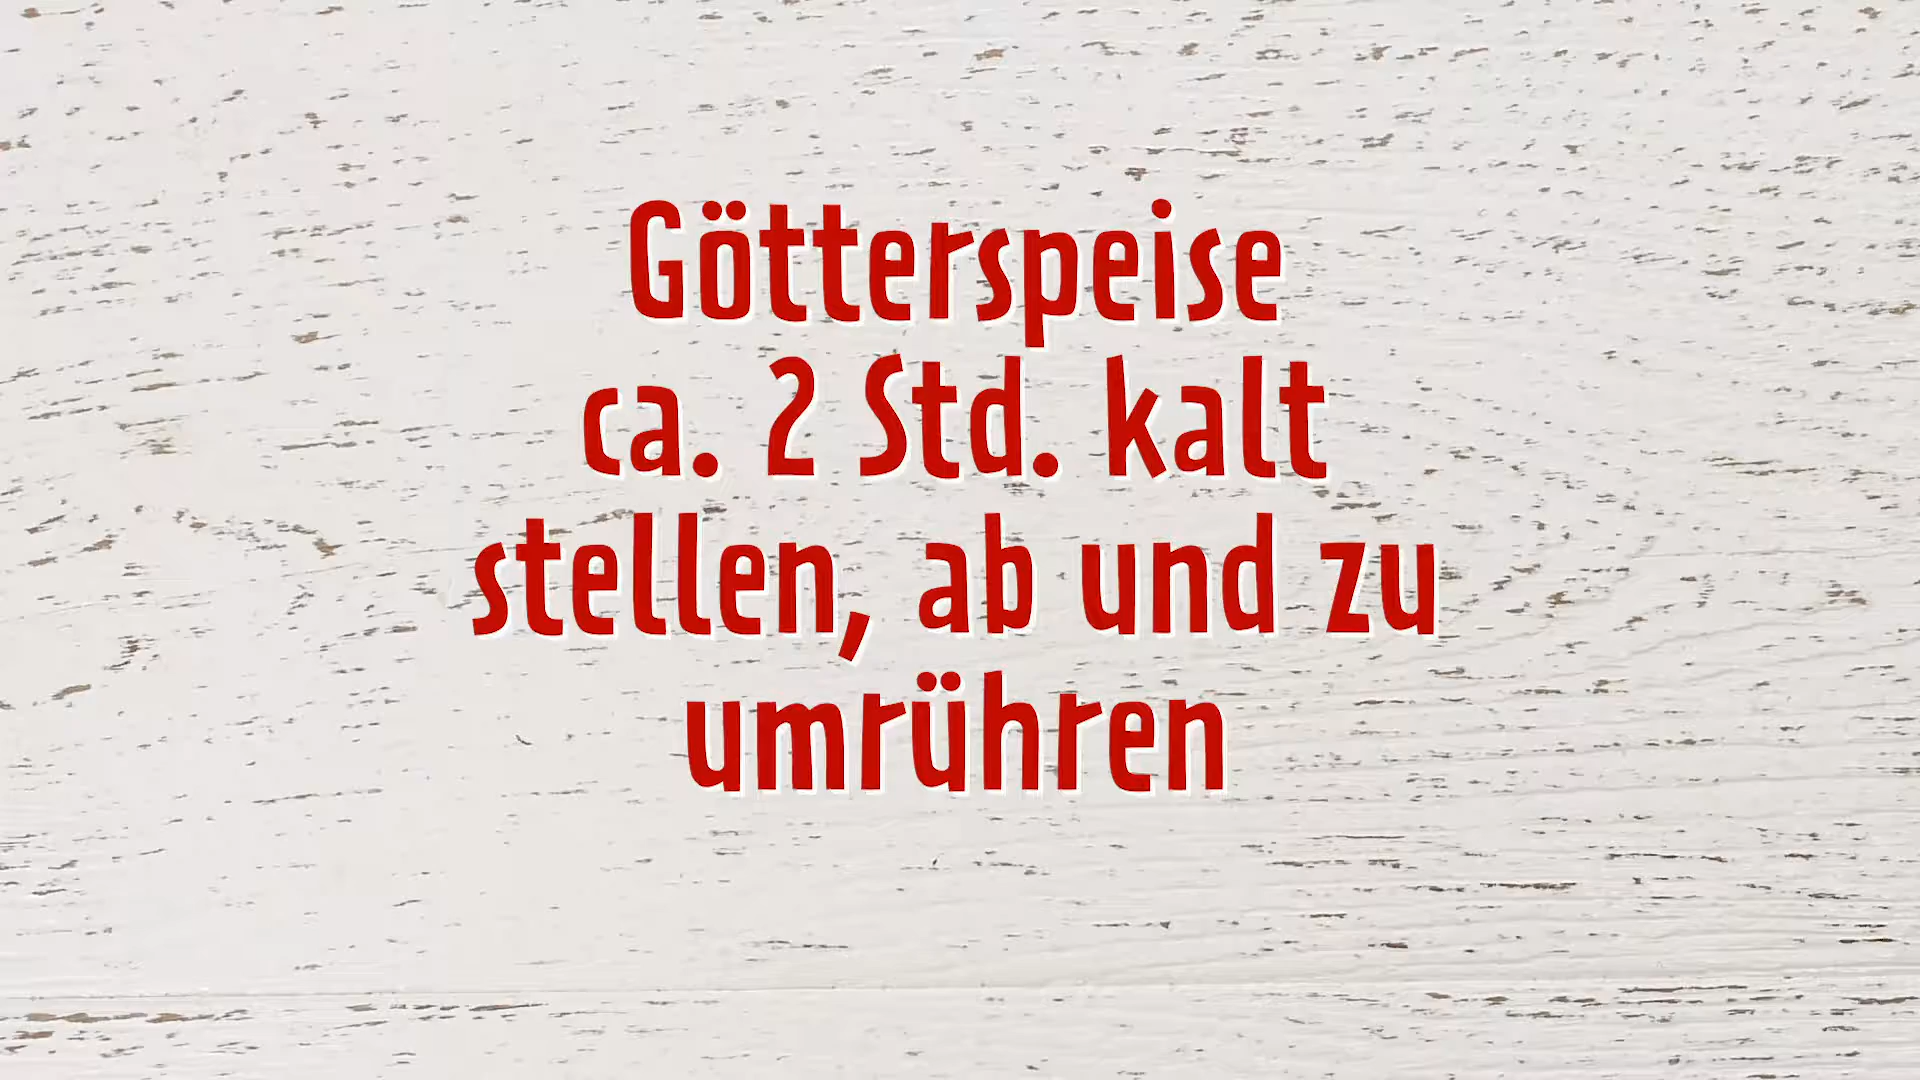 Götterspeise
ca. 2 Std. kalt
stellen, ab und zu
umrühren